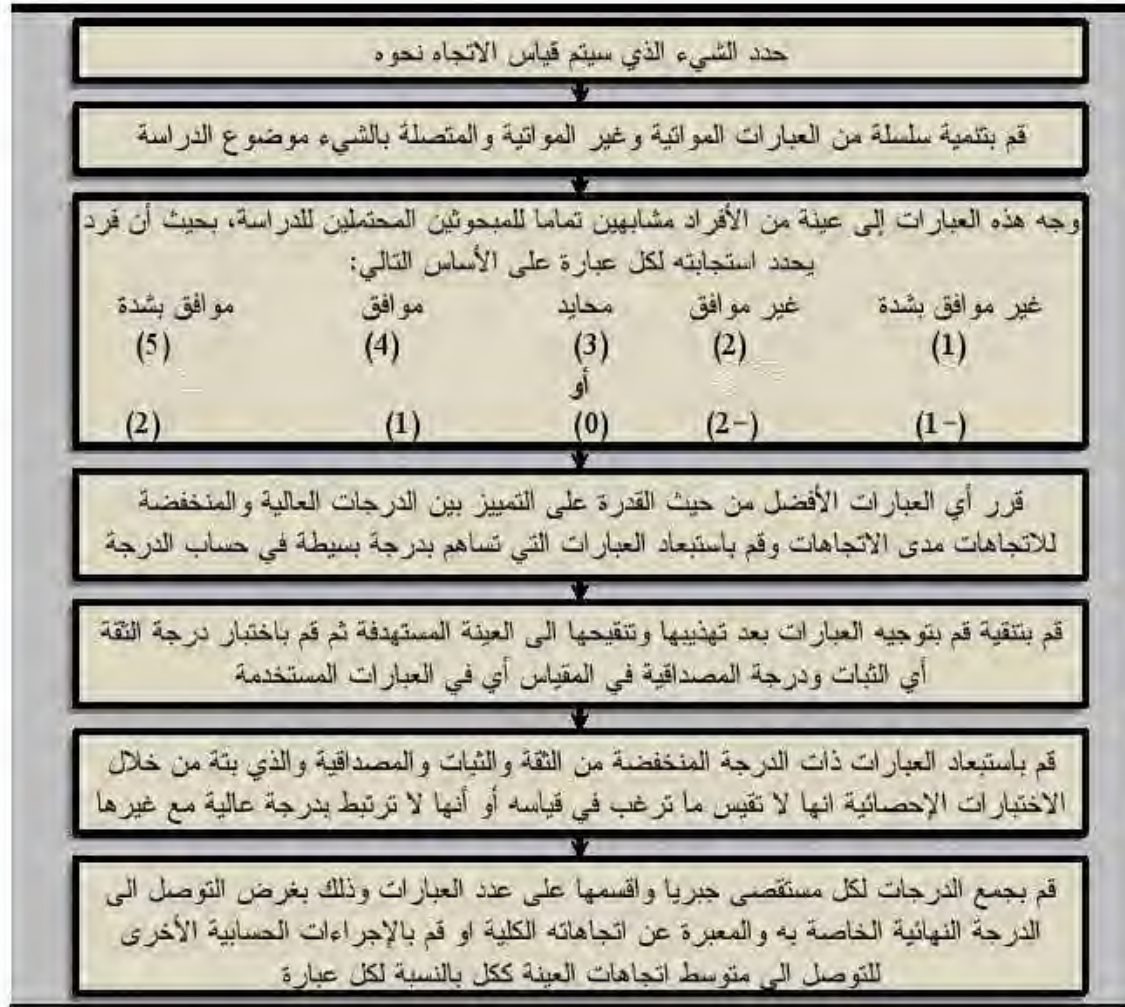 حدد الشيء الذي سيتم قياس الاتجاه نحوه
قم بتنمية سلسلة من العبارات المواتية وغير المواتية والمتصلة بالشيء موضوع الدراسة
وجه هذه العبارات إلى عينة من الأفراد مشابهين تماما للمبحوثين المحتملين للدراسة، بحيث أن فرد
يحدد استجابته لكل عبارة على الأساس التالي:
غير موافق بشدة غير موافق محايد موافق موافق بشدة
(1) (2) (3) (4) (5)
أو
(1-) (2-) (0) (1) (2)
قرر أي العبارات الأفضل من حيث القدرة على التمييز بين الدرجات العالية والمنخفضة
للاتجاهات مدى الاتجاهات وقم باستبعاد العبارات التي تساهم بدرجة بسيطة في حساب الدرجة
قم بتنقية قم بتوجيه العبارات بعد تهذيبها وتنقيحها الى العينة المستهدفة ثم قم باختبار درجة الثقة
أي الثبات ودرجة المصداقية في المقياس أي في العبارات المستخدمة
قم باستبعاد العبارات ذات الدرجة المنخفضة من الثقة والثبات والمصداقية والذي بتة من خلال
الاختبارات الإحصائية انها لا تقيس ما ترغب في قياسه أو أنها لا ترتبط بدرجة عالية مع غيرها
قم بجمع الدرجات لكل مستقصى جبريا واقسمها على عدد العبارات وذلك بغرض التوصل الى
الدرجة النهائية الخاصة به والمعبرة عن اتجاهاته الكلية او قم بالإجراءات الحسابية الأخرى
للتوصل الى متوسط اتجاهات العينة ككل بالنسبة لكل عبارة